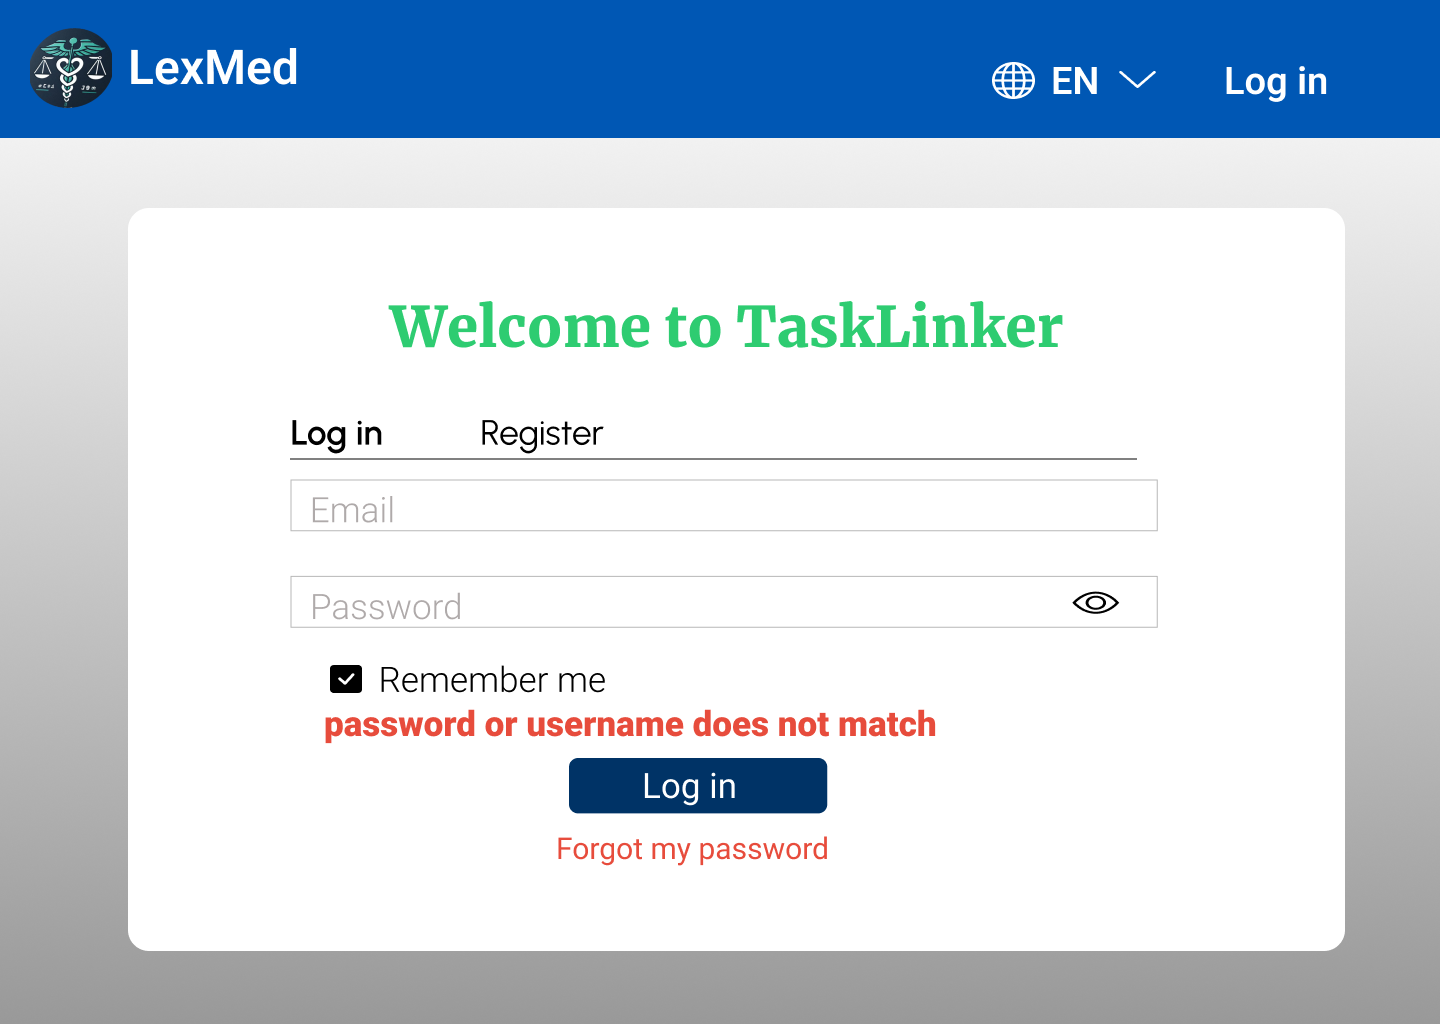 LexMed
EN
Log in
Welcome to TaskLinker
Log in
Register
Email
Password
Remember me
password or username does not match
Log in
Forgot my password